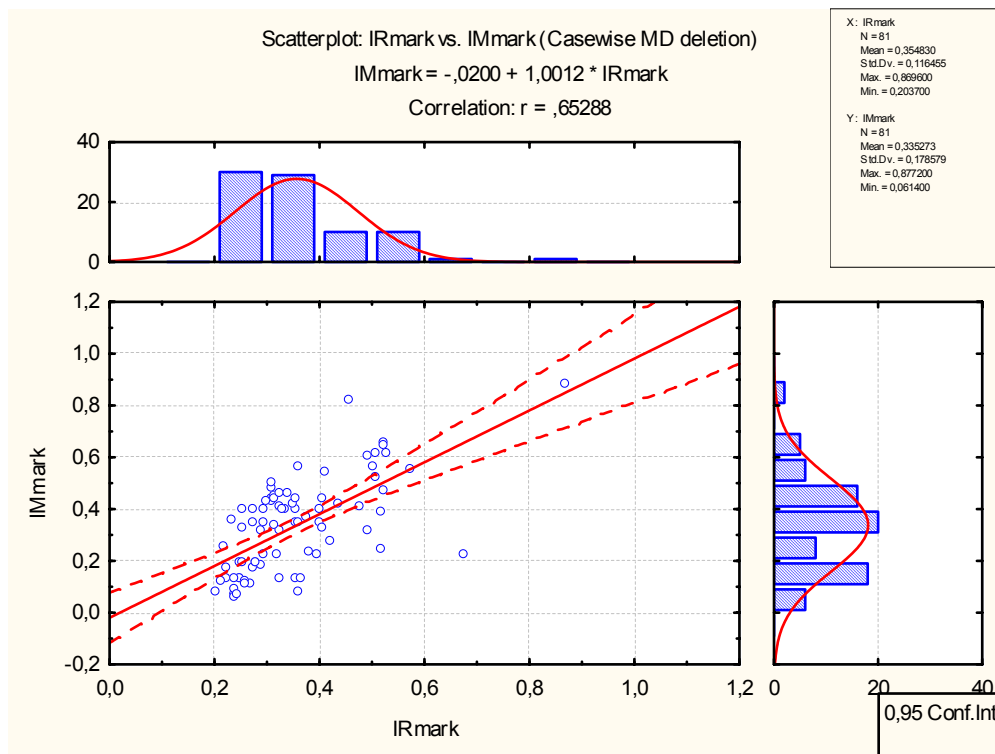 Scatterplot: IRmark vs. IMmark (Casewise MD deletion)
IMmark = -,0200 + 1,0012 * IRmark
Correlation: r = ,65288
X: IRmark
N = 81
Mean = 0,354830
Std.Dv. = 0,116455
Max. = 0,869600
Min. = 0,203700
Y: IMmark
N = 81
Mean = 0,335273
Std.Dv. = 0,178579
Max. = 0,877200
Min. = 0,061400
40
20
0
1,2
1,0
0,8
0,6
0,4
0,2
0,0
-0,2
IMmark
0,0 0,2 0,4 0,6 0,8 1,0 1,2
IRmark
0 20 40
0,95 Conf.Int